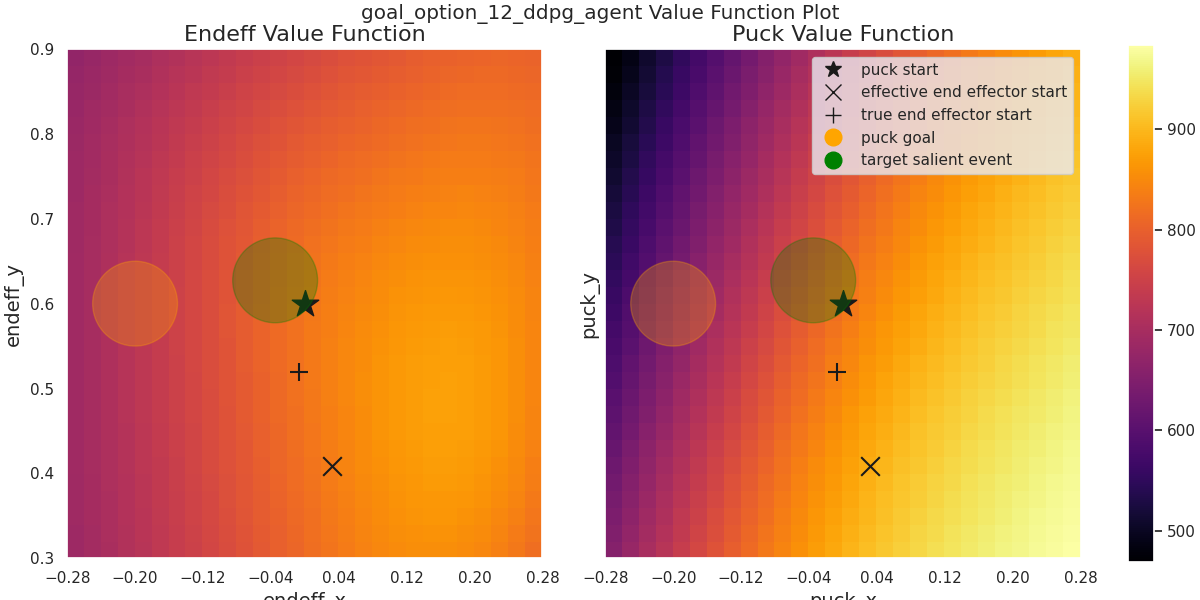 goal_option_12_ddpg_agent Value Function Plot
Endeff Value Function
Puck Value Function
puck start
effective end effector start
true end effector start
puck goal
target salient event
endeff_y
0.9
0.8
0.7
0.6
0.5
0.4
0.3
−0.28 −0.20 −0.12 −0.04 0.04 0.12 0.20 0.28
endeff_x
puck_y
−0.28 −0.20 −0.12 −0.04 0.04 0.12 0.20 0.28
puck_x
900
800
700
600
500